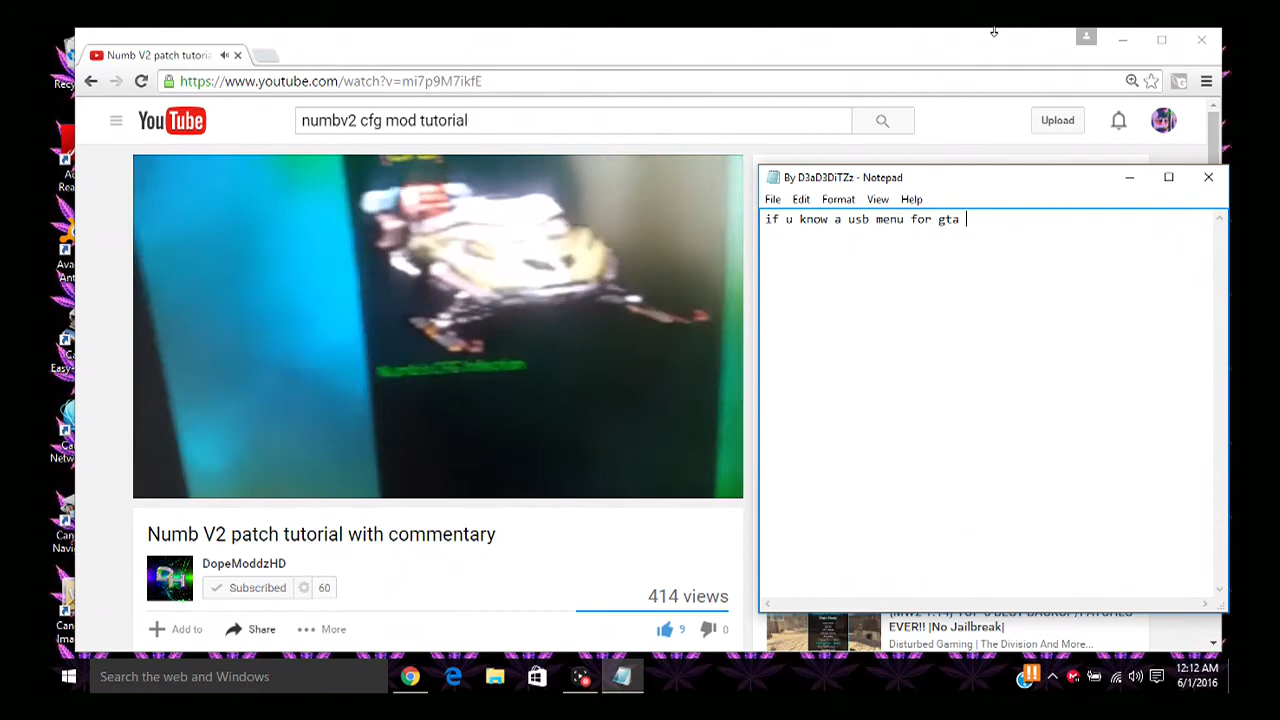 Recy
Numb V2 patch tutoria
https://www.youtube.com/watch?v=mi7p9M7ikfE
YouTube
numbv2 cfg mod tutorial
Upload
By D3aD3DiTZz - Notepad
File Edit Format View Help
if u know a usb menu for gta
Numb V2 patch tutorial with commentary
DopeModdzHD
Subscribed 60
414 views
Add to Share More 9 0
EVER!! |No Jailbreak|
Disturbed Gaming | The Division And More...
Search the web and Windows
12:12 AM
6/1/2016